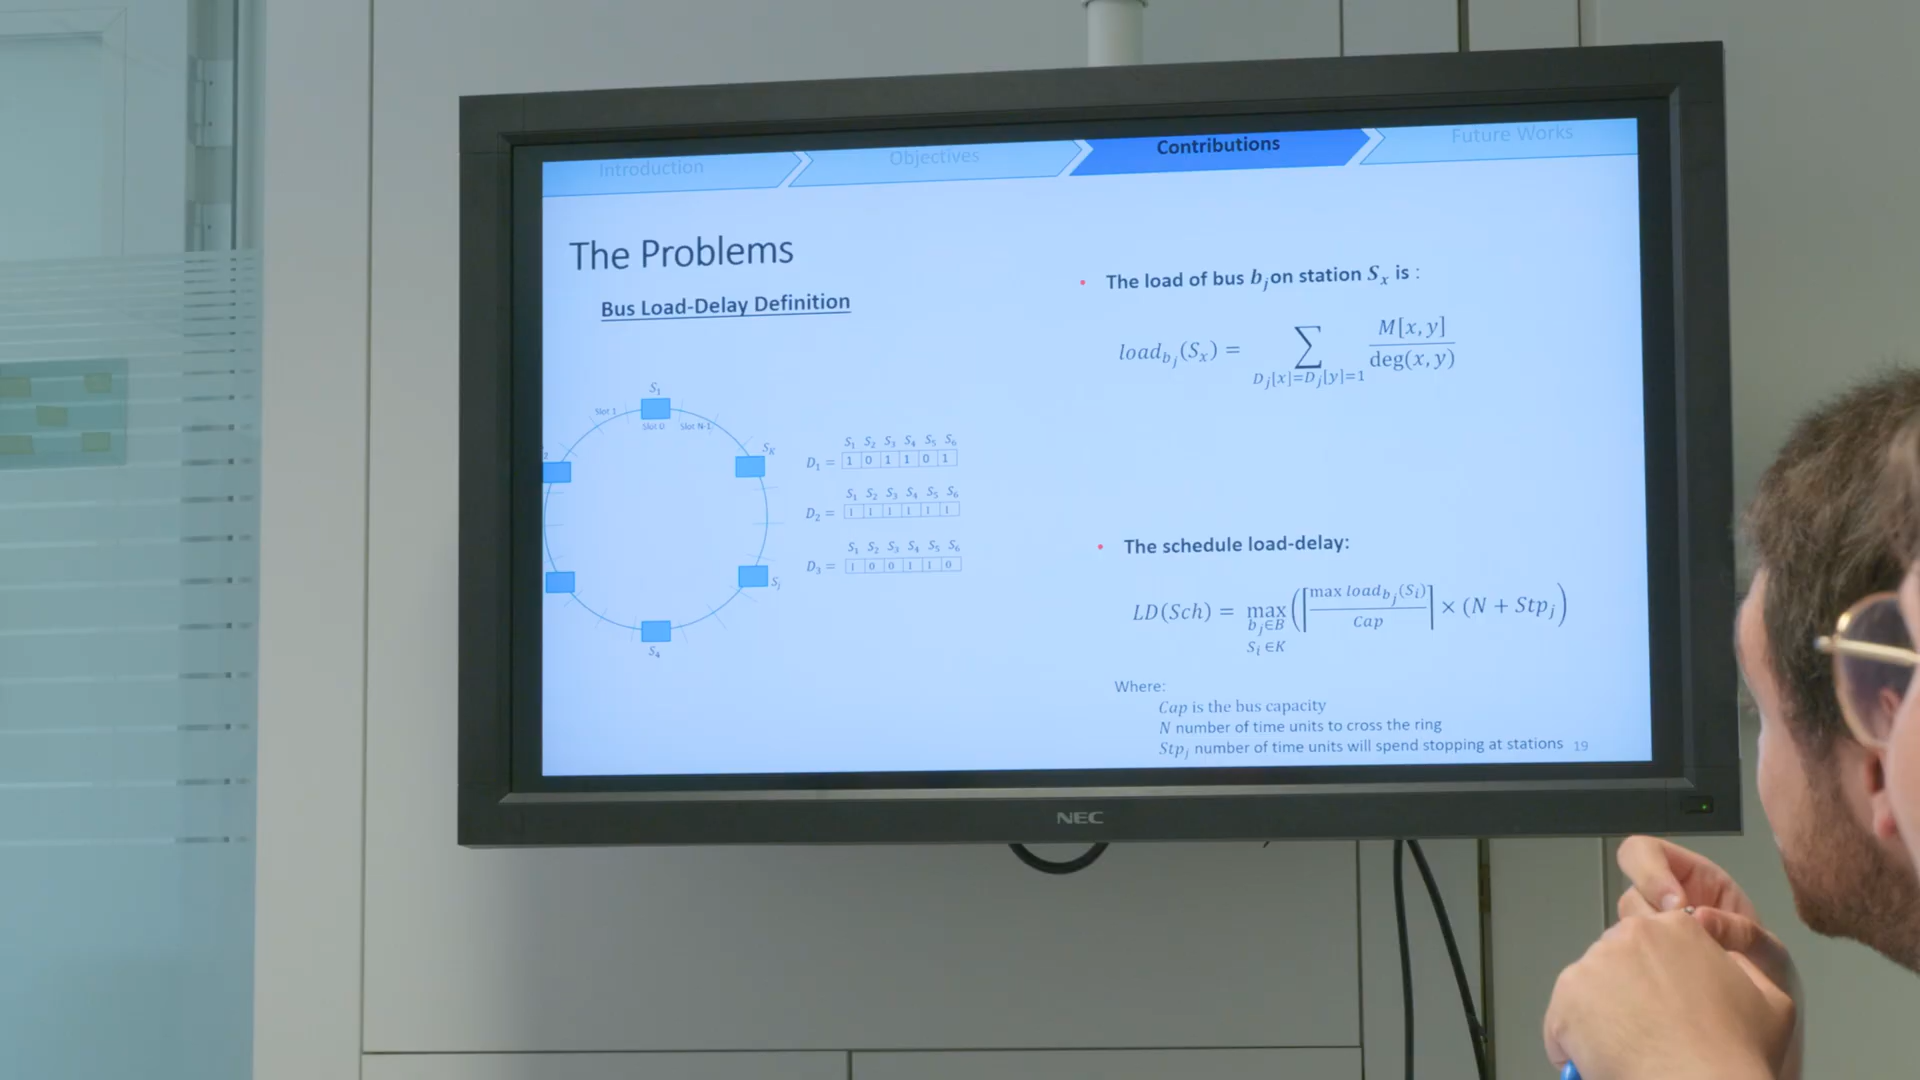 Introduction
Objectives
Contributions
Future Works
The Problems
Bus Load-Delay Definition
S1
Slot 1
Slot 0
Slot N-1
2
SK
Sj
S4
S1 S2 S3 S4 S5 S6
D1 = 1 0 1 1 0 1
S1 S2 S3 S4 S5 S6
D2 = 1 1 1 1 1 1
S1 S2 S3 S4 S5 S6
D3 = 1 0 0 1 1 0
• The load of bus bj on station Sx is :
load_bj(Sx) = ∑ M[x, y] / deg(x, y)
Dj[x]=Dj[y]=1
• The schedule load-delay:
LD(Sch) = max (⌈max load_bj(Si) / Cap⌉ × (N + Stpj))
bj∈B
Si∈K
Where:
Cap is the bus capacity
N number of time units to cross the ring
Stpj number of time units will spend stopping at stations
19
NEC